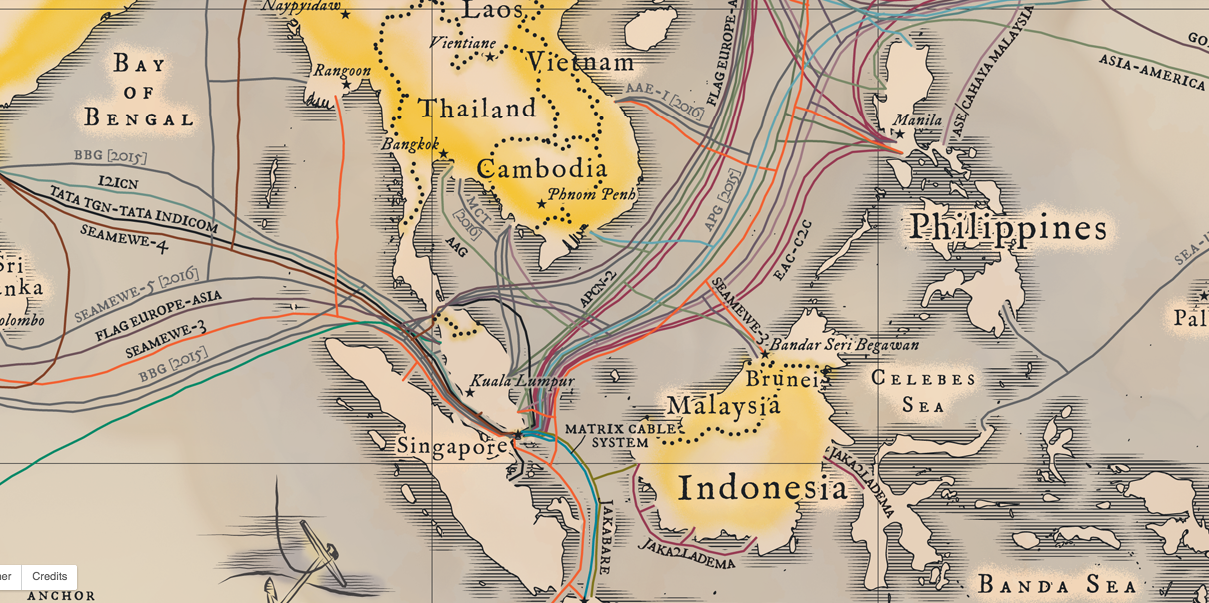 Naypyidaw
Laos
FLAG EUROPE-A
ASE/CAHAYA MALAYSIA
GO
BAY
OF
BENGAL
Vientiane
Vietnam
ASIA-AMERICA
Rangoon
AAE-1 [2016]
Thailand
Manila
BBG [2015]
Bangkok
Cambodia
I2ICN
Phnom Penh
APG [2015]
TATA TGN-TATA INDICOM
MCT
[2016]
Philippines
SEAMEWE-4
AAG
EAC-C2C
SEA-
Sri
nka
SEAMEWE-5 [2016]
APCN-2
SEAMEWE-3
olombo
FLAG EUROPE-ASIA
Pal
SEAMEWE-3
Bandar Seri Begawan
BBG [2015]
Kuala Lumpur
Brunei
CELEBES
SEA
Malaysia
MATRIX CABLE
SYSTEM
Singapore
JAKA2LADEMA
Indonesia
JAKABARE
JAKA2LADEMA
ner
Credits
BANDA SEA
ANCHOR